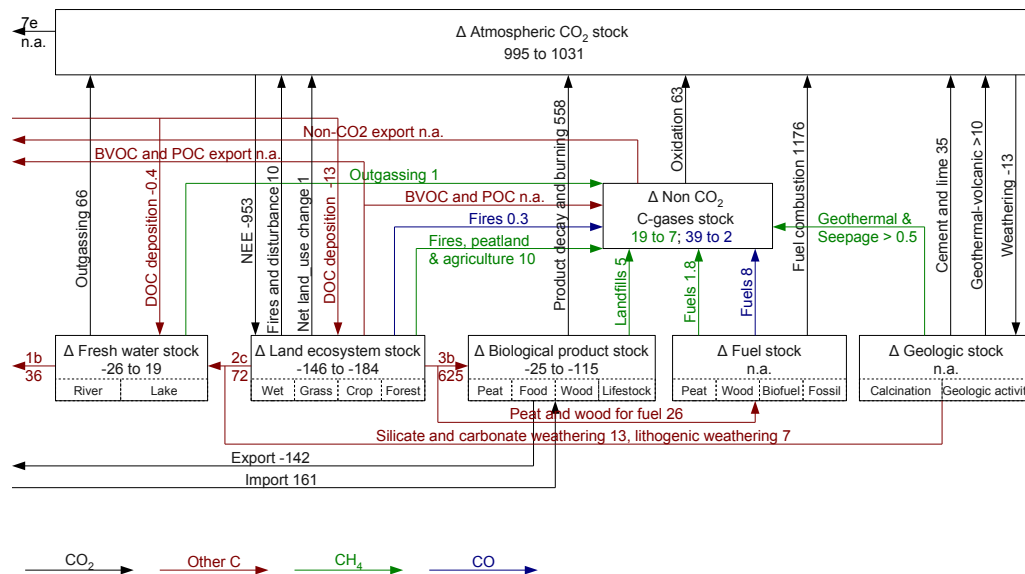 7e
n.a.
Δ Atmospheric CO₂ stock
995 to 1031
Non-CO2 export n.a.
BVOC and POC export n.a.
Outgassing 1
BVOC and POC n.a.
Fires 0.3
Fires, peatland
& agriculture 10
Outgassing 66
DOC deposition -0.4
NEE -953
Fires and disturbance 10
Net land_use change 1
DOC deposition -13
Product decay and burning 558
Oxidation 63
Fuel combustion 1176
Cement and lime 35
Geothermal-volcanic >10
Weathering -13
Δ Non CO₂
C-gases stock
19 to 7; 39 to 2
Geothermal &
Seepage > 0.5
Landfills 5
Fuels 1.8
Fuels 8
1b
36
Δ Fresh water stock
-26 to 19
River
Lake
2c
72
Δ Land ecosystem stock
-146 to -184
Wet
Grass
Crop
Forest
3b
625
Δ Biological product stock
-25 to -115
Peat
Food
Wood
Lifestock
Δ Fuel stock
n.a.
Peat
Wood
Biofuel
Fossil
Δ Geologic stock
n.a.
Calcination
Geologic activit
Peat and wood for fuel 26
Silicate and carbonate weathering 13, lithogenic weathering 7
Export -142
Import 161
CO₂
Other C
CH₄
CO